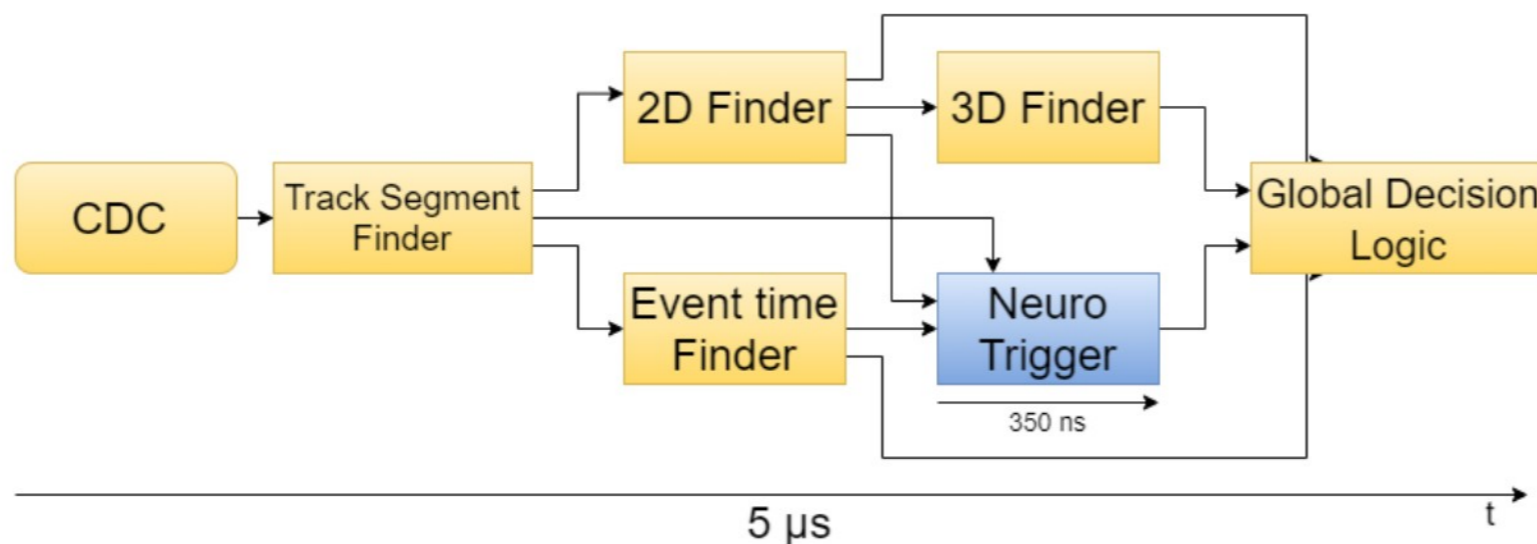 CDC
Track Segment
Finder
2D Finder
3D Finder
Event time
Finder
Neuro
Trigger
350 ns
Global Decision
Logic
5 μs
t